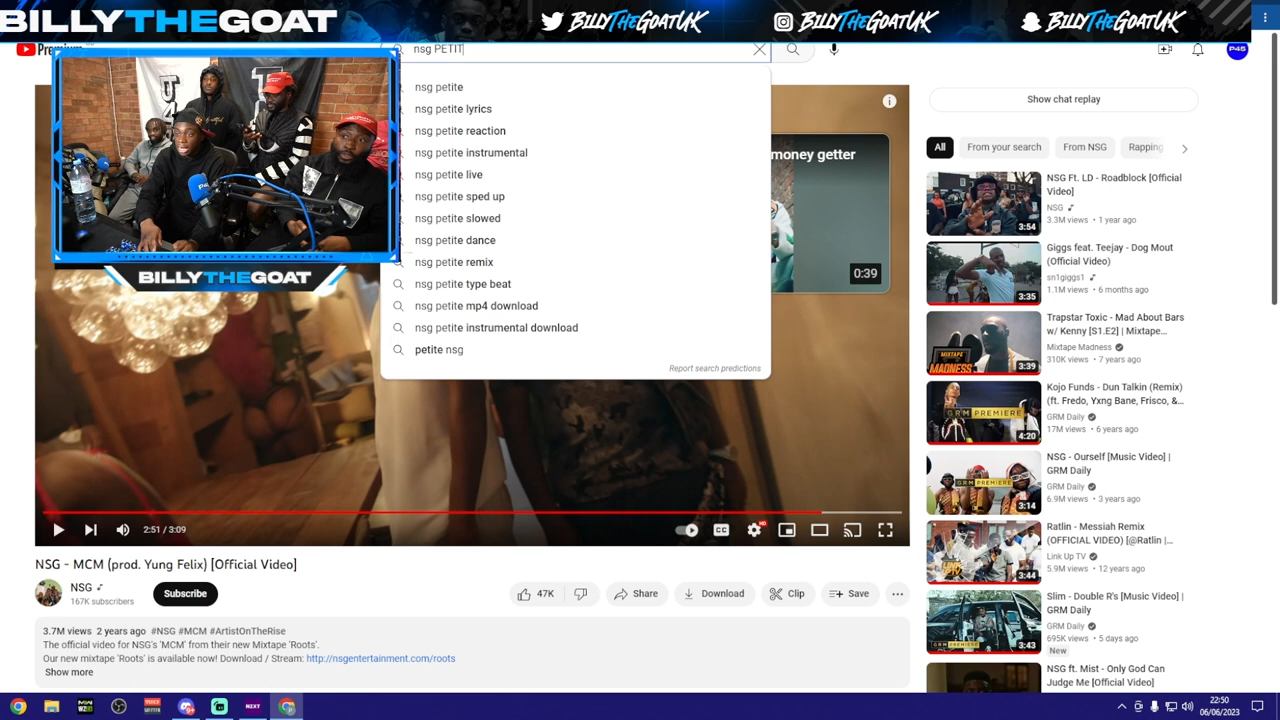 BILLYTHEGOAT
BILLYTHEGOATUK
BILLYTHEGOATUK
BILLYTHEGOATUK
Premium
nsg PETIT
P45
nsg petite
nsg petite lyrics
nsg petite reaction
nsg petite instrumental
nsg petite live
nsg petite sped up
nsg petite slowed
nsg petite dance
nsg petite remix
nsg petite type beat
nsg petite mp4 download
nsg petite instrumental download
petite nsg
Report search predictions
money getter
0:39
BILLYTHEGOAT
2:51 / 3:09
CC
HD
NSG - MCM (prod. Yung Felix) [Official Video]
NSG
167K subscribers
Subscribe
47K
Share
Download
Clip
Save
3.7M views 2 years ago #NSG #MCM #ArtistOnTheRise
The official video for NSG's 'MCM' from their new Mixtape 'Roots'.
Our new mixtape 'Roots' is available now! Download / Stream: http://nsgentertainment.com/roots
Show more
Show chat replay
All
From your search
From NSG
Rapping
NSG Ft. LD - Roadblock [Official
Video]
NSG
3.3M views • 1 year ago
3:54
Giggs feat. Teejay - Dog Mout
(Official Video)
sn1giggs1
1.1M views • 6 months ago
3:35
Trapstar Toxic - Mad About Bars
w/ Kenny [S1.E2] | Mixtape...
Mixtape Madness
310K views • 7 years ago
MIXTAPE
MADNESS
3:39
Kojo Funds - Dun Talkin (Remix)
(ft. Fredo, Yxng Bane, Frisco, &...
GRM Daily
17M views • 6 years ago
GRM PREMIERE
4:20
NSG - Ourself [Music Video] |
GRM Daily
GRM Daily
6.9M views • 3 years ago
GRM PREMIERE
3:14
Ratlin - Messiah Remix
(OFFICIAL VIDEO) [@Ratlin |...
Link Up TV
5.9M views • 12 years ago
3:44
Slim - Double R's [Music Video] |
GRM Daily
GRM Daily
695K views • 5 days ago
New
GRM PREMIERE
3:43
NSG ft. Mist - Only God Can
Judge Me [Official Video]
NEXT
22:50
06/06/2023